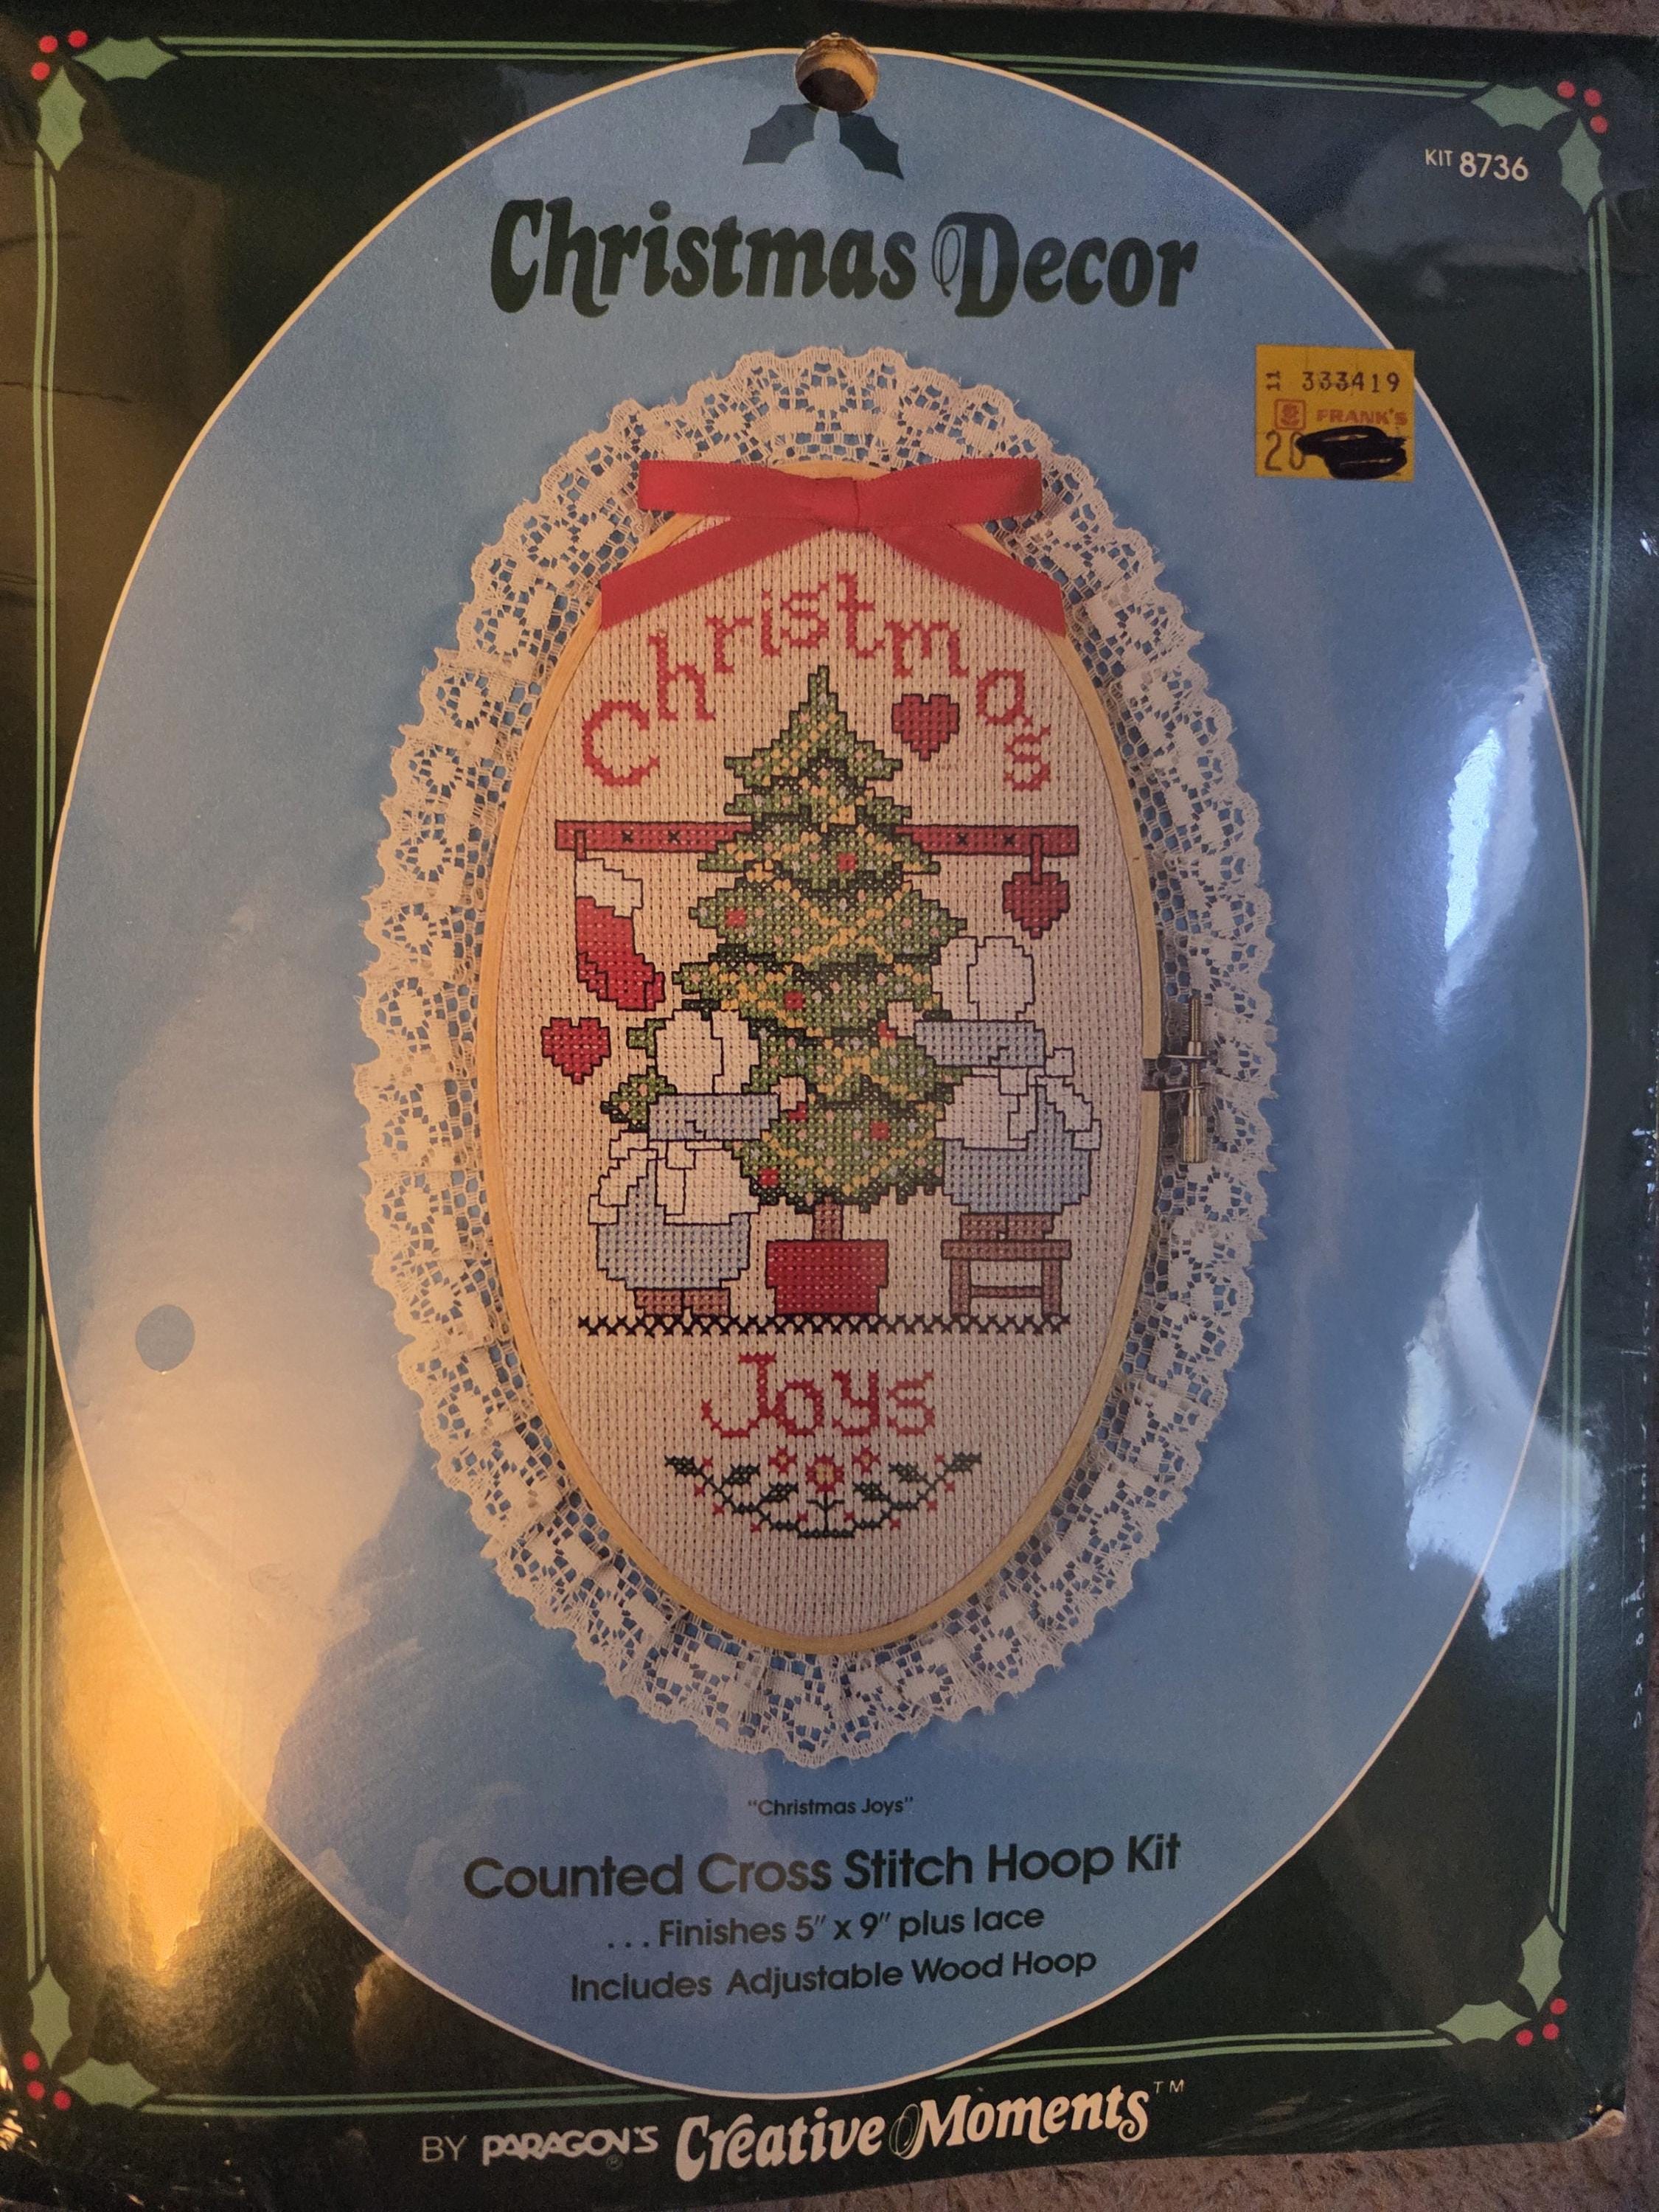 KIT 8736
Christmas Decor
11 333419
FRANK'S
Christmas
Joys
"Christmas Joys"
Counted Cross Stitch Hoop Kit
...Finishes 5" x 9" plus lace
Includes Adjustable Wood Hoop
BY PARAGON'S® Creative Moments™